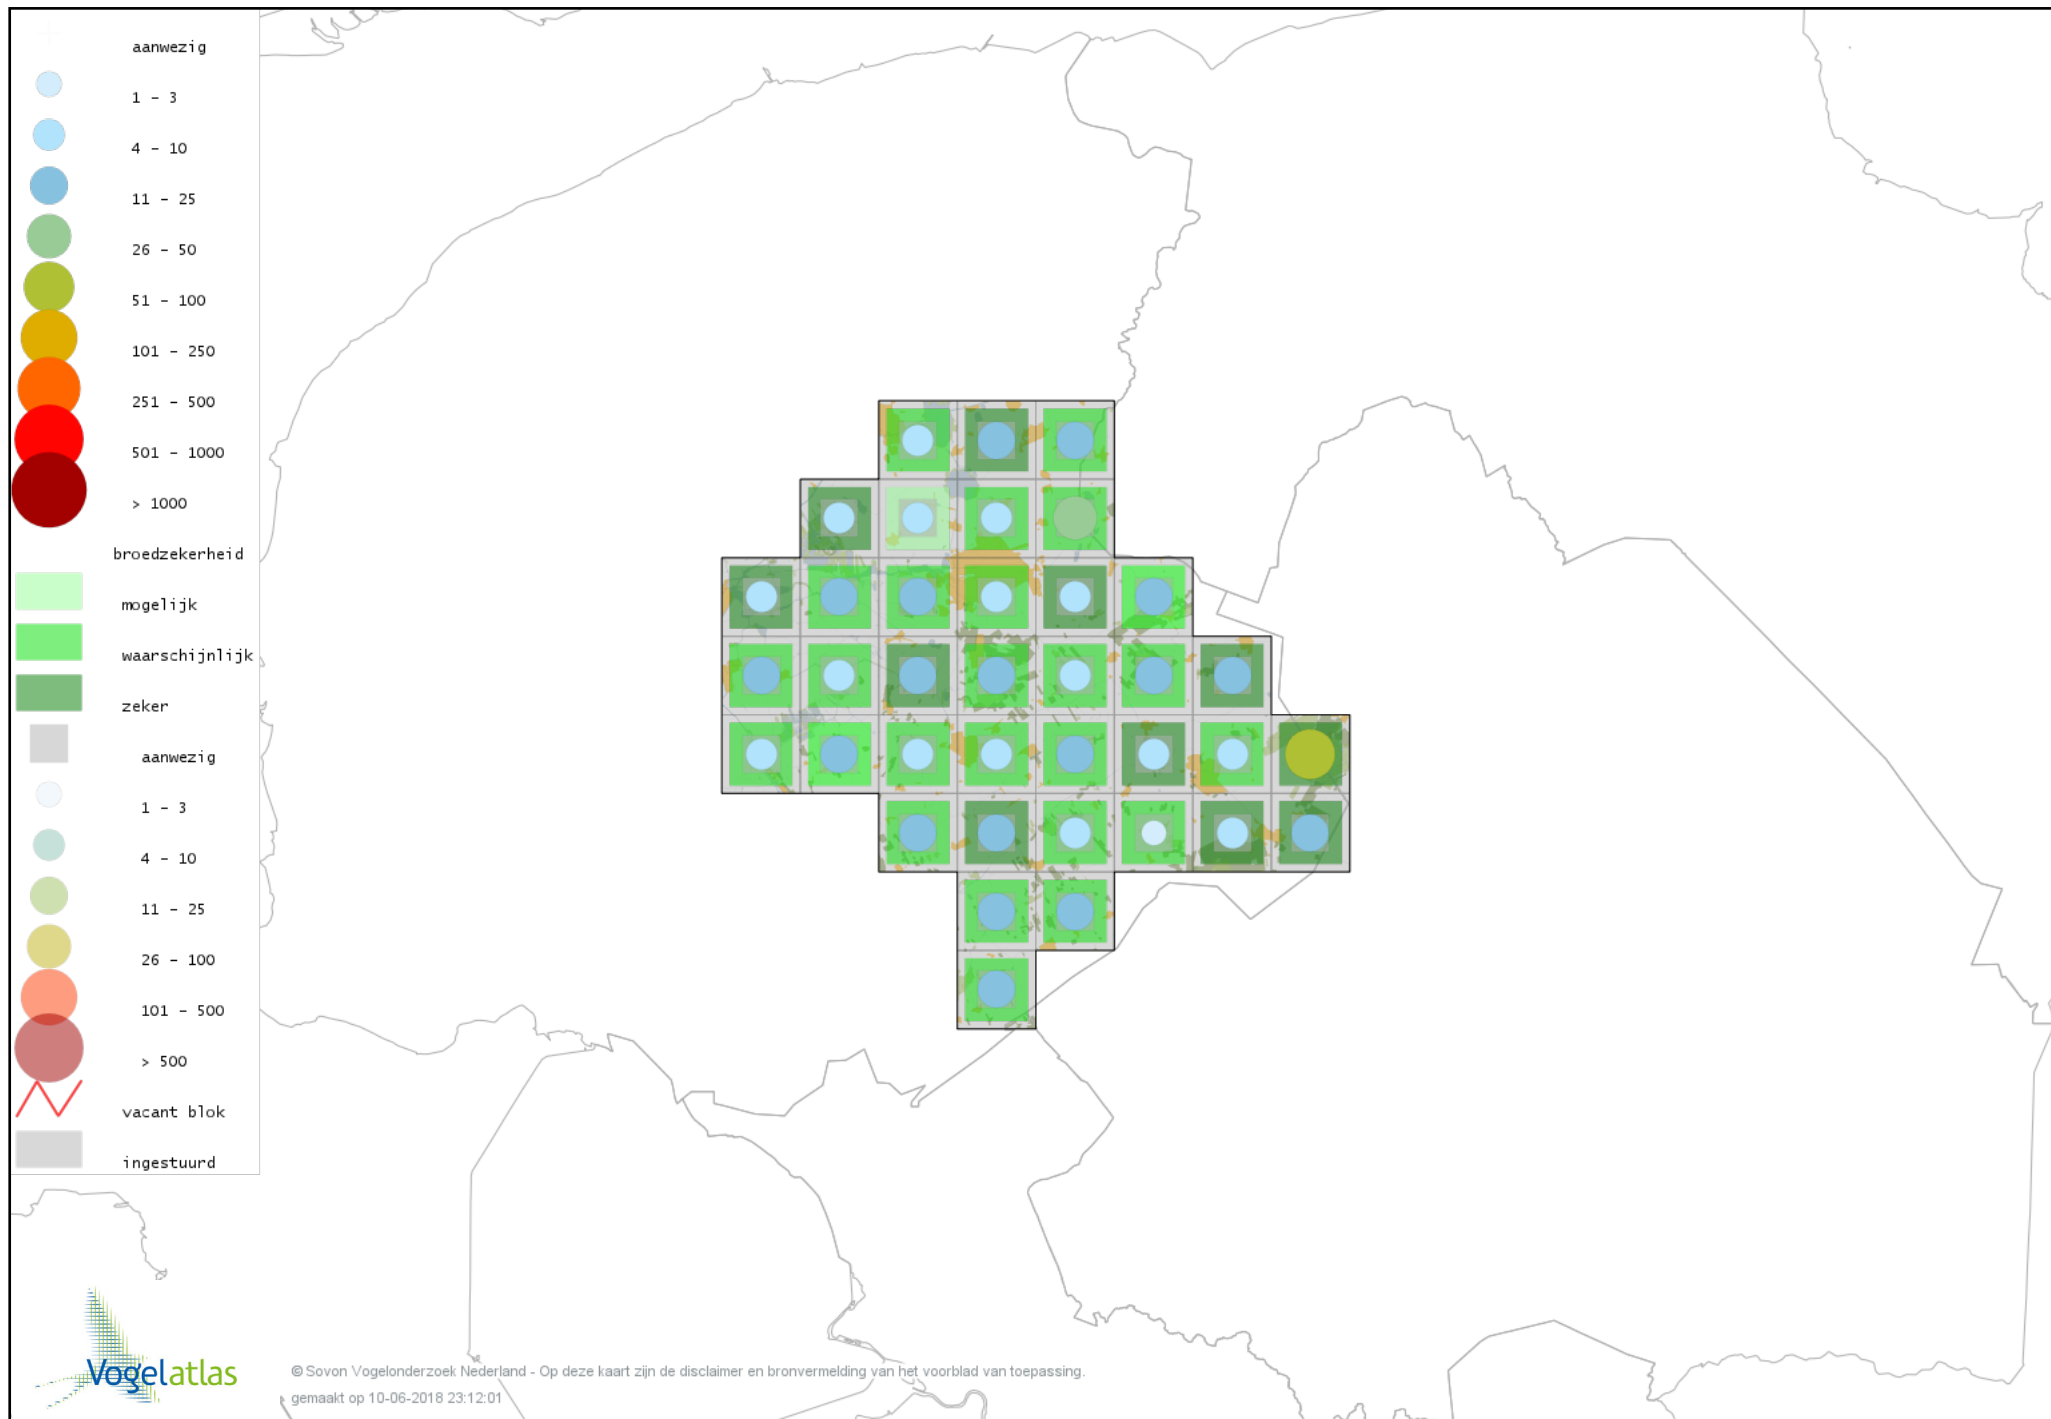 aanwezig
1 - 3
4 - 10
11 - 25
26 - 50
51 - 100
101 - 250
251 - 500
501 - 1000
> 1000
broedzekerheid
mogelijk
waarschijnlijk
zeker
aanwezig
1 - 3
4 - 10
11 - 25
26 - 100
101 - 500
> 500
vacant blok
ingestuurd
Vogelatlas
© Sovon Vogelonderzoek Nederland - Op deze kaart zijn de disclaimer en bronvermelding van het voorblad van toepassing.
gemaakt op 10-06-2018 23:12:01